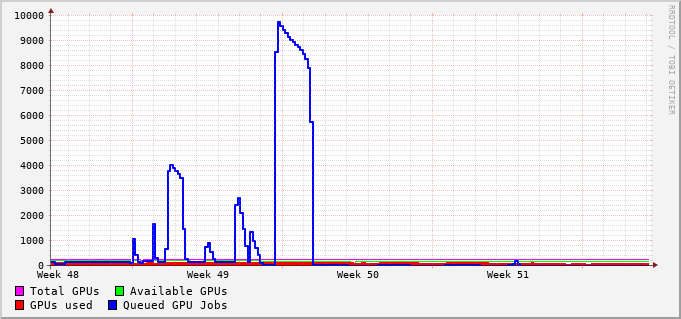 10000
9000
8000
7000
6000
5000
4000
3000
2000
1000
0
Week 48 Week 49 Week 50 Week 51
Total GPUs Available GPUs
GPUs used Queued GPU Jobs
RRDTOOL / TOBI OETIKER